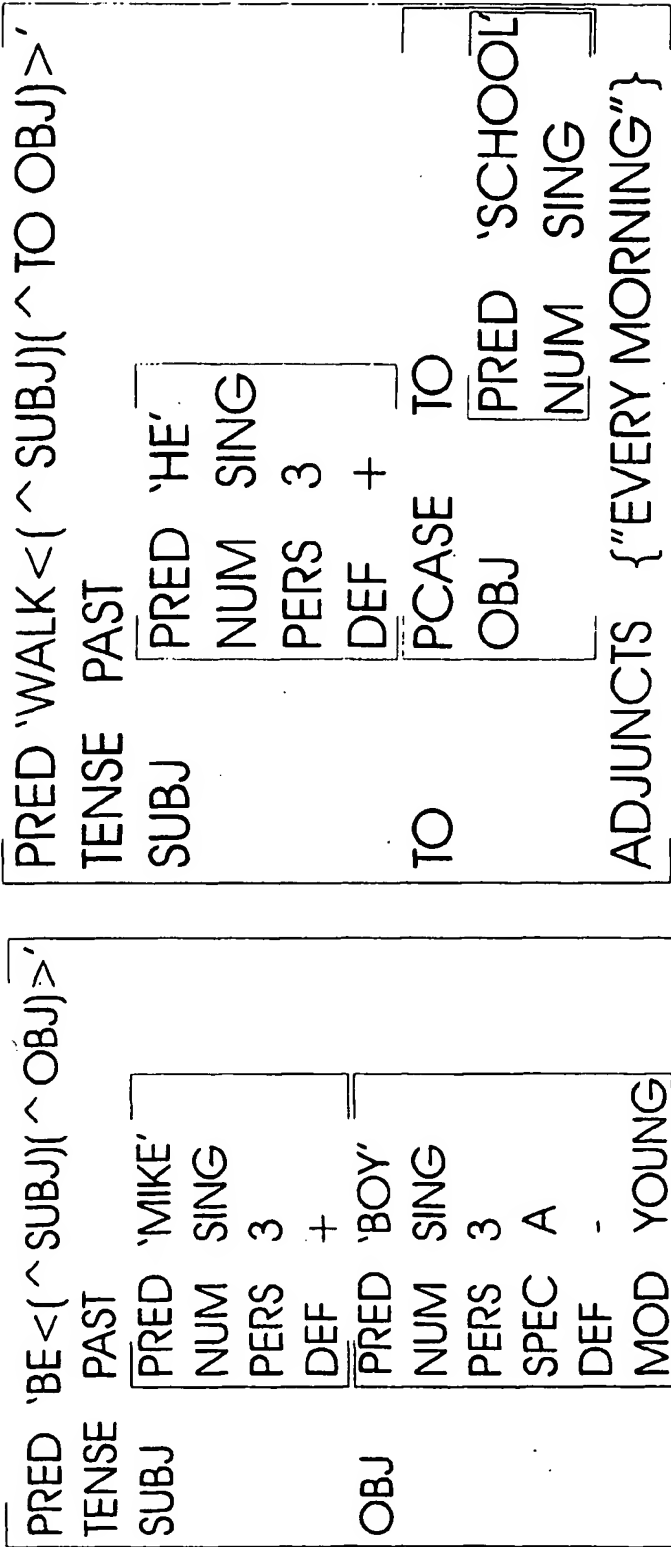 PRED 'BE<(^SUBJ)(^OBJ)>'
TENSE PAST
SUBJ PRED 'MIKE'
NUM SING
PERS 3
DEF +
OBJ PRED 'BOY'
NUM SING
PERS 3
SPEC A
DEF -
MOD YOUNG
PRED 'WALK<(^SUBJ)(^TO OBJ)>'
TENSE PAST
SUBJ PRED 'HE'
NUM SING
PERS 3
DEF +
TO PCASE TO
OBJ PRED 'SCHOOL'
NUM SING
ADJUNCTS {"EVERY MORNING"}